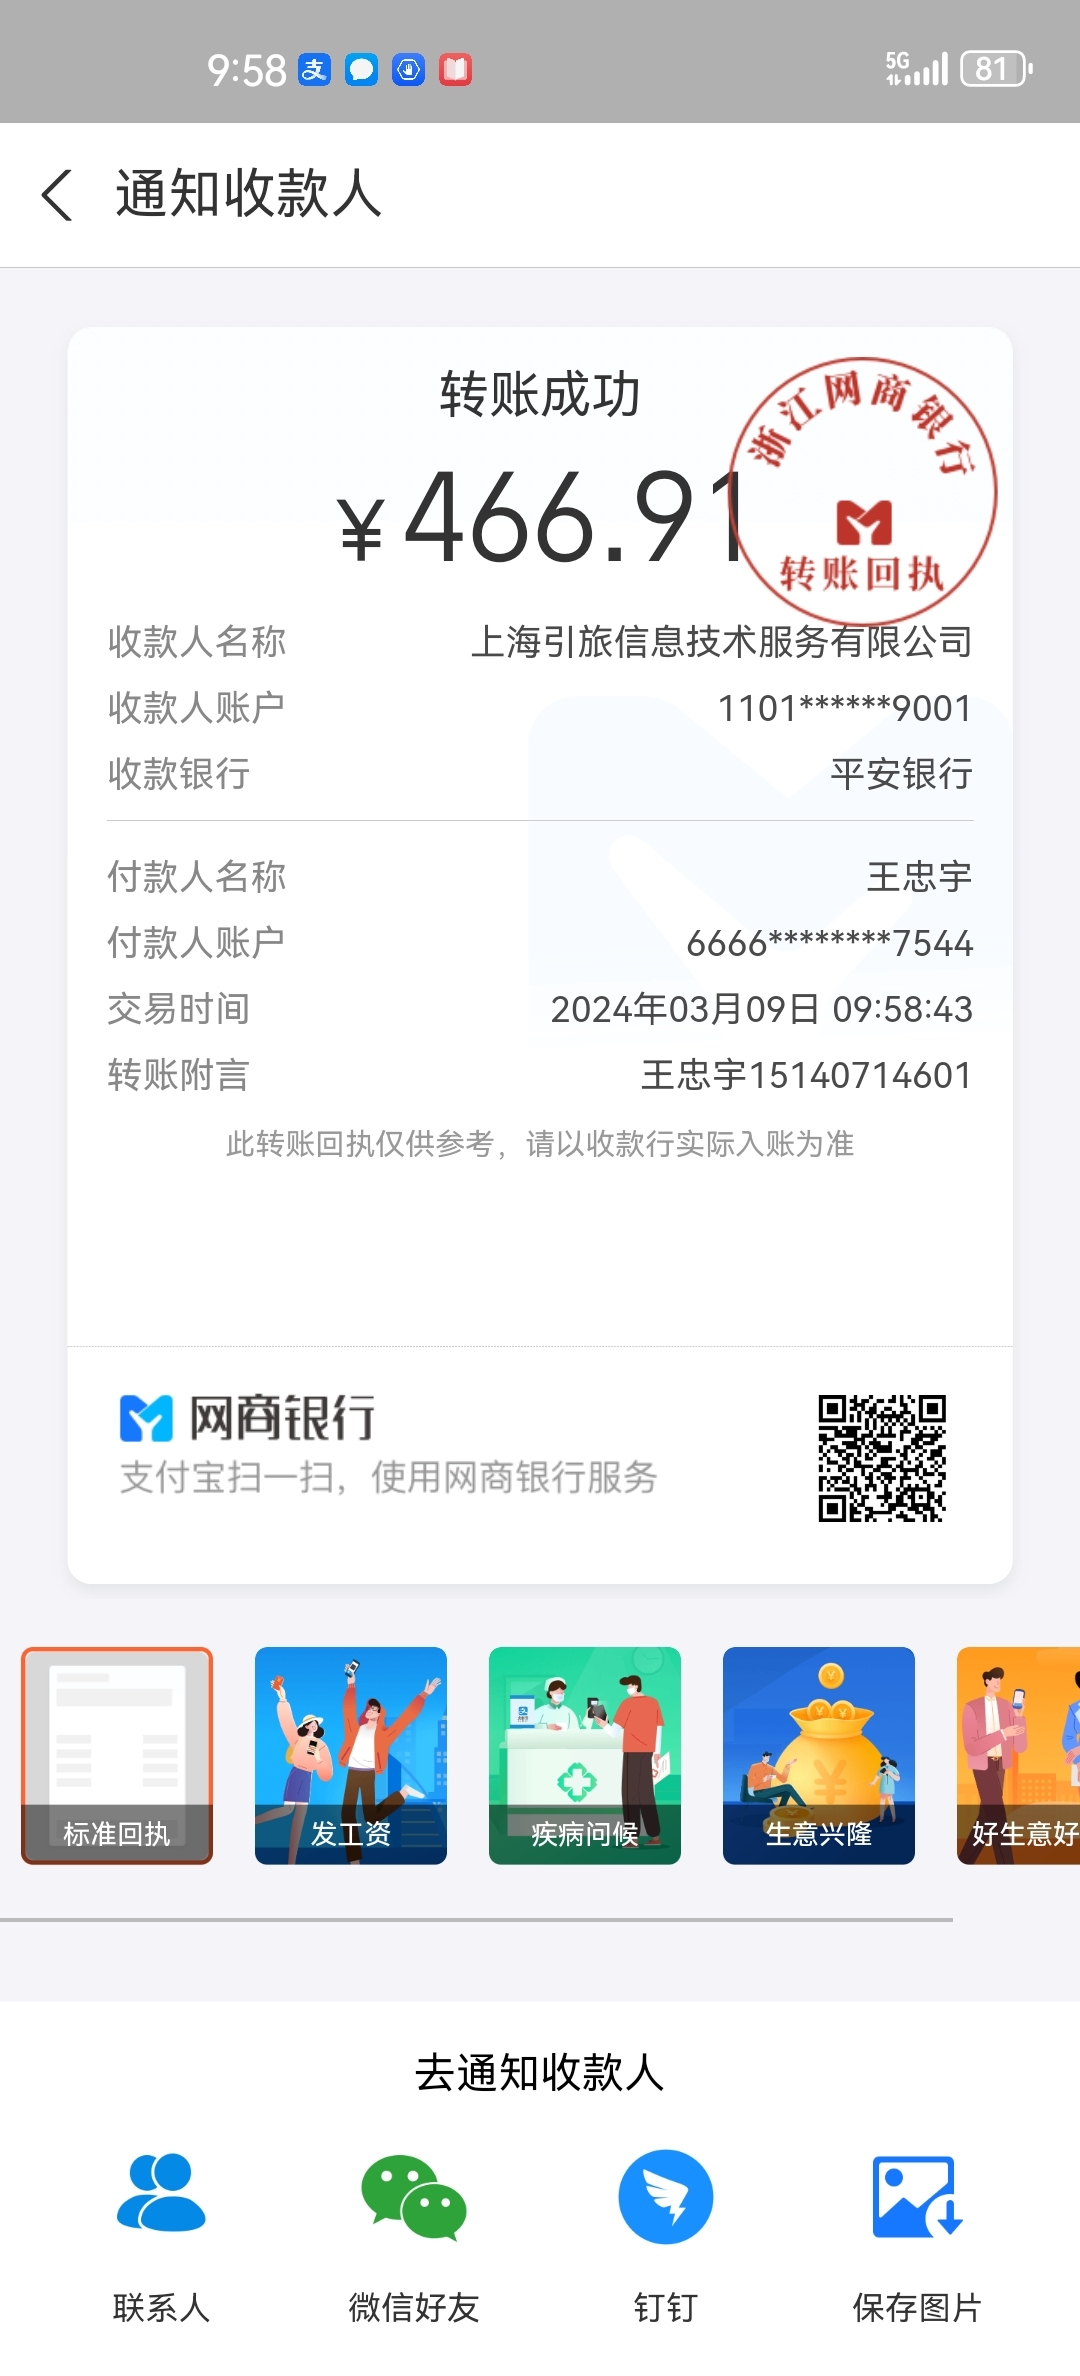 9:58
5G
81
通知收款人
转账成功
浙江网商银行
转账回执
¥466.91
收款人名称 上海引旅信息技术服务有限公司
收款人账户 1101******9001
收款银行 平安银行
付款人名称 王忠宇
付款人账户 6666********7544
交易时间 2024年03月09日 09:58:43
转账附言 王忠宇15140714601
此转账回执仅供参考，请以收款行实际入账为准
网商银行
支付宝扫一扫，使用网商银行服务
标准回执 发工资 疾病问候 生意兴隆 好生意好
去通知收款人
联系人 微信好友 钉钉 保存图片